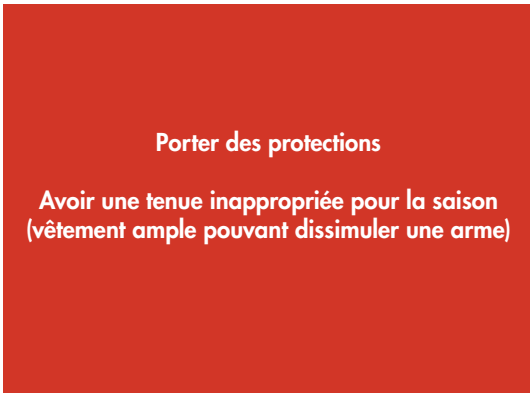 Porter des protections
Avoir une tenue inappropriée pour la saison
(vêtement ample pouvant dissimuler une arme)